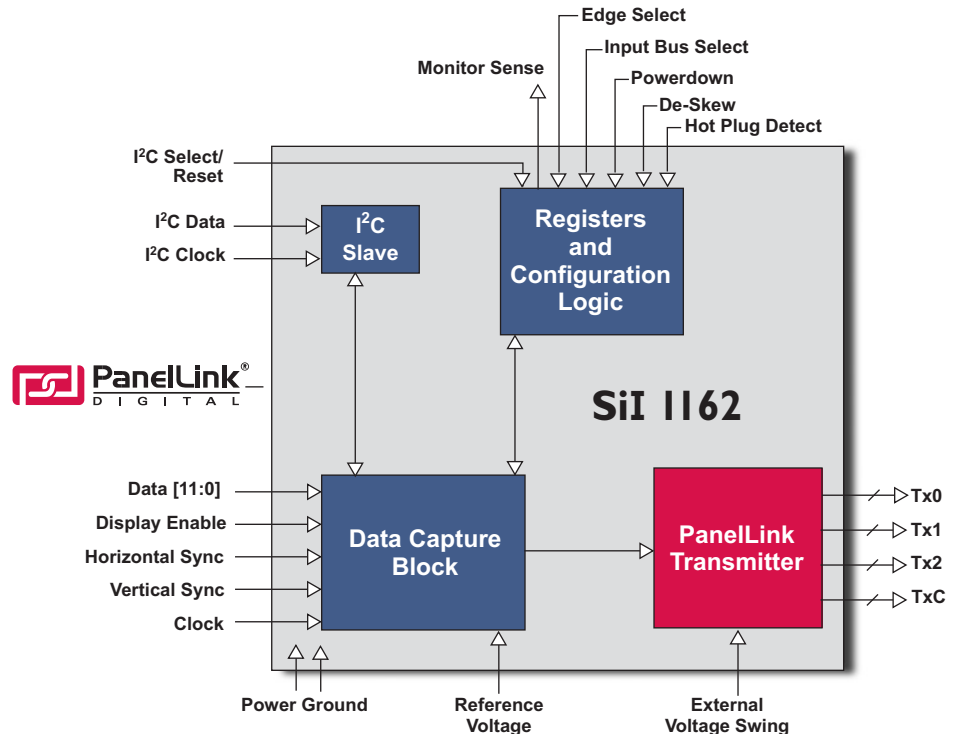 Edge Select
Input Bus Select
Monitor Sense
Powerdown
De-Skew
Hot Plug Detect
I²C Select/
Reset
I²C Data
I²C Clock
I²C
Slave
Registers
and
Configuration
Logic
PanelLink®
DIGITAL
SiI 1162
Data [11:0]
Display Enable
Horizontal Sync
Vertical Sync
Clock
Data Capture
Block
PanelLink
Transmitter
Tx0
Tx1
Tx2
TxC
Power Ground
Reference
Voltage
External
Voltage Swing